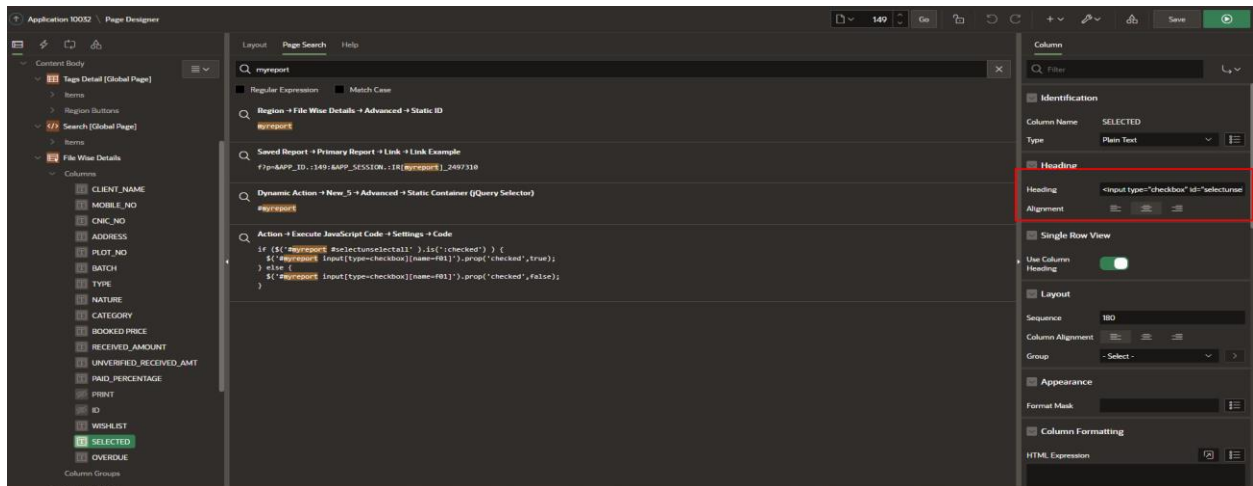 Application 10032 \ Page Designer
149
Go
Save
Content Body
Tags Detail [Global Page]
Items
Region Buttons
Search [Global Page]
Items
File Wise Details
Columns
CLIENT_NAME
MOBILE_NO
CNIC_NO
ADDRESS
PLOT_NO
BATCH
TYPE
NATURE
CATEGORY
BOOKED PRICE
RECEIVED_AMOUNT
UNVERIFIED_RECEIVED_AMT
PAID_PERCENTAGE
PRINT
ID
WISHLIST
SELECTED
OVERDUE
Column Groups
Layout Page Search Help
myreport
Regular Expression Match Case
Region → File Wise Details → Advanced → Static ID
myreport
Saved Report → Primary Report → Link → Link Example
f?p=&APP_ID.:149:&APP_SESSION.:IR[myreport]_2497310
Dynamic Action → New_5 → Advanced → Static Container (jQuery Selector)
#myreport
Action → Execute JavaScript Code → Settings → Code
if ($('#myreport #selectunselectall' ).is(':checked') ) {
$('#myreport input[type=checkbox][name=f01]').prop('checked',true);
} else {
$('#myreport input[type=checkbox][name=f01]').prop('checked',false);
}
Column
Filter
Identification
Column Name SELECTED
Type Plain Text
Heading
Heading <input type="checkbox" id="selectunsel
Alignment
Single Row View
Use Column
Heading
Layout
Sequence 180
Column Alignment
Group - Select -
Appearance
Format Mask
Column Formatting
HTML Expression